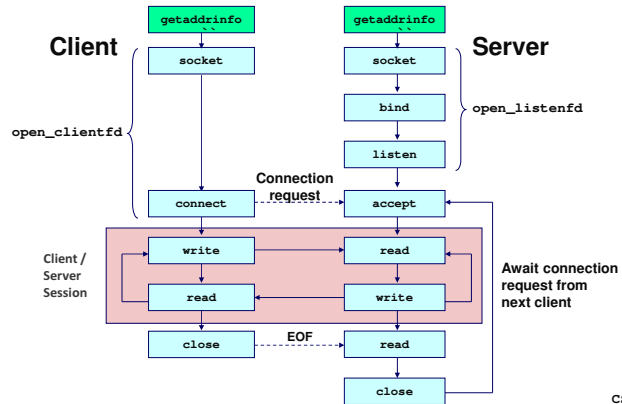 getaddrinfo
getaddrinfo
Client
Server
socket
socket
open_clientfd
bind
open_listenfd
listen
Connection
request
connect
accept
Client /
Server
Session
write
read
Await connection
request from
next client
read
write
close
EOF
read
close